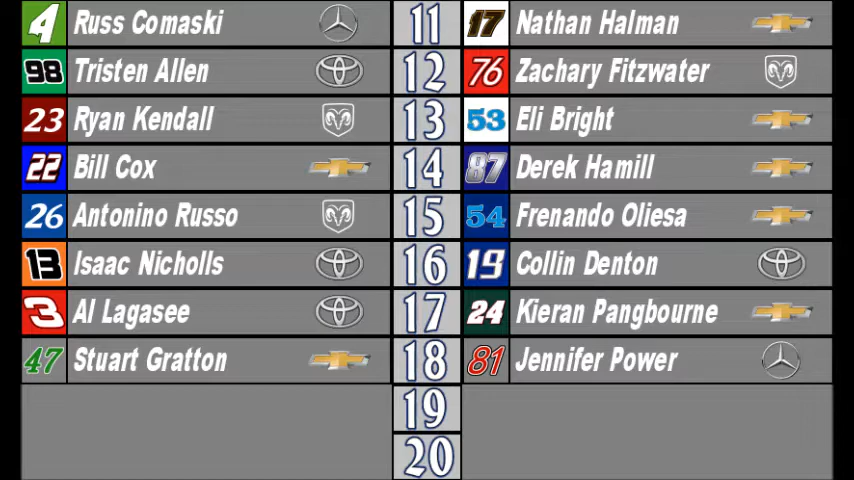 4 Russ Comaski 11 17 Nathan Halman
98 Tristen Allen 12 76 Zachary Fitzwater
23 Ryan Kendall 13 53 Eli Bright
22 Bill Cox 14 87 Derek Hamill
26 Antonino Russo 15 54 Frenando Oliesa
13 Isaac Nicholls 16 19 Collin Denton
3 Al Lagasee 17 24 Kieran Pangbourne
47 Stuart Gratton 18 81 Jennifer Power
19
20